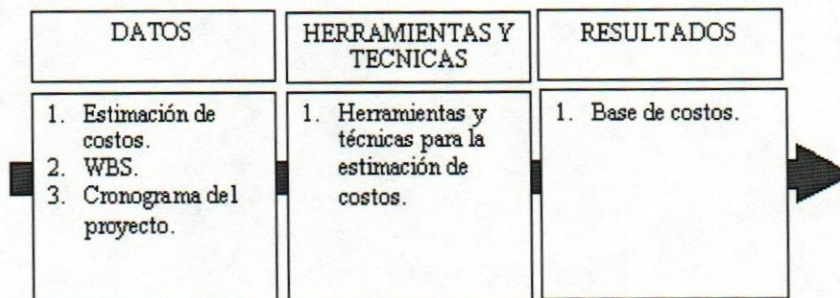 DATOS
1. Estimación de
costos.
2. WBS.
3. Cronograma del
proyecto.
HERRAMIENTAS Y
TECNICAS
1. Herramientas y
técnicas para la
estimación de
costos.
RESULTADOS
1. Base de costos.